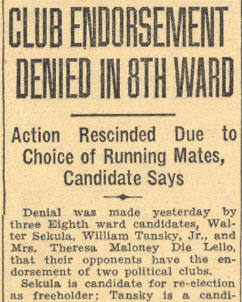 CLUB ENDORSEMENT
DENIED IN 8TH WARD
Action Rescinded Due to
Choice of Running Mates,
Candidate Says
Denial was made yesterday by
three Eighth ward candidates, Wal-
ter Sekula, William Tansky, Jr., and
Mrs. Theresa Maloney Die Lello,
that their opponents have the en-
dorsement of two political clubs.
Sekula is candidate for re-election
as freeholder; Tansky is a candi-